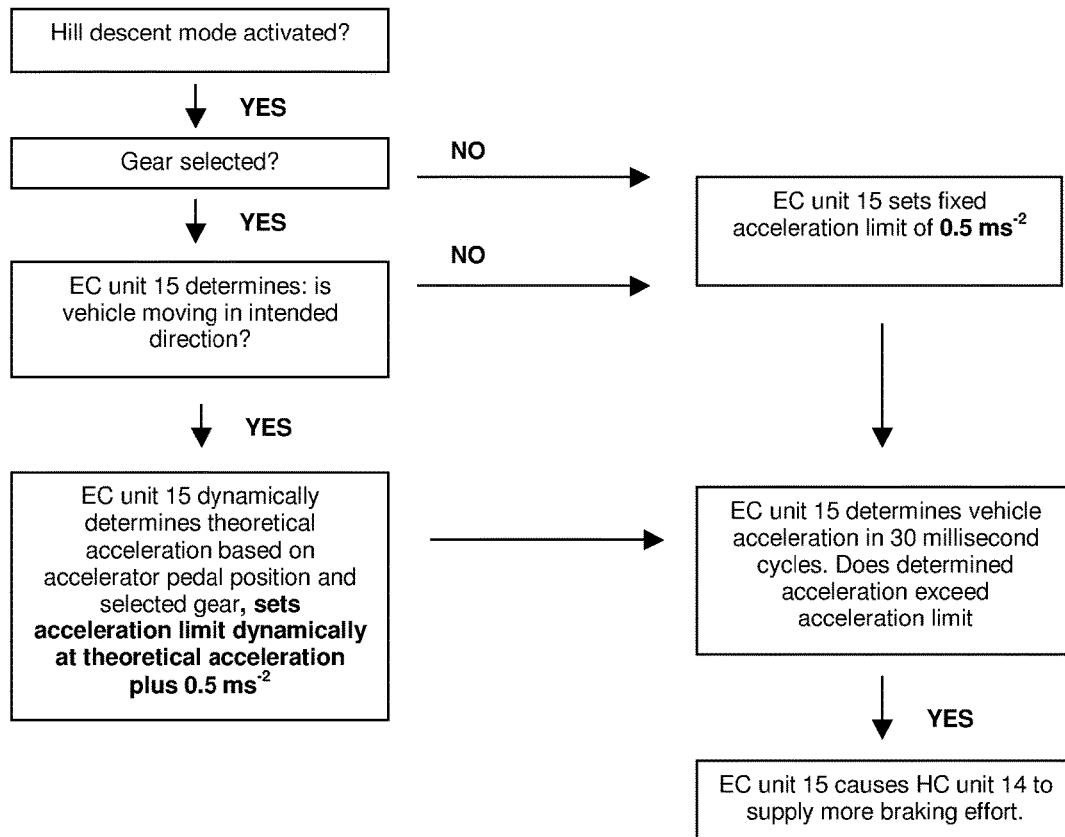 Hill descent mode activated?
YES
Gear selected?
NO
YES
EC unit 15 sets fixed
acceleration limit of 0.5 ms⁻²
EC unit 15 determines: is
vehicle moving in intended
direction?
NO
YES
EC unit 15 dynamically
determines theoretical
acceleration based on
accelerator pedal position and
selected gear, sets
acceleration limit dynamically
at theoretical acceleration
plus 0.5 ms⁻²
EC unit 15 determines vehicle
acceleration in 30 millisecond
cycles. Does determined
acceleration exceed
acceleration limit
YES
EC unit 15 causes HC unit 14 to
supply more braking effort.